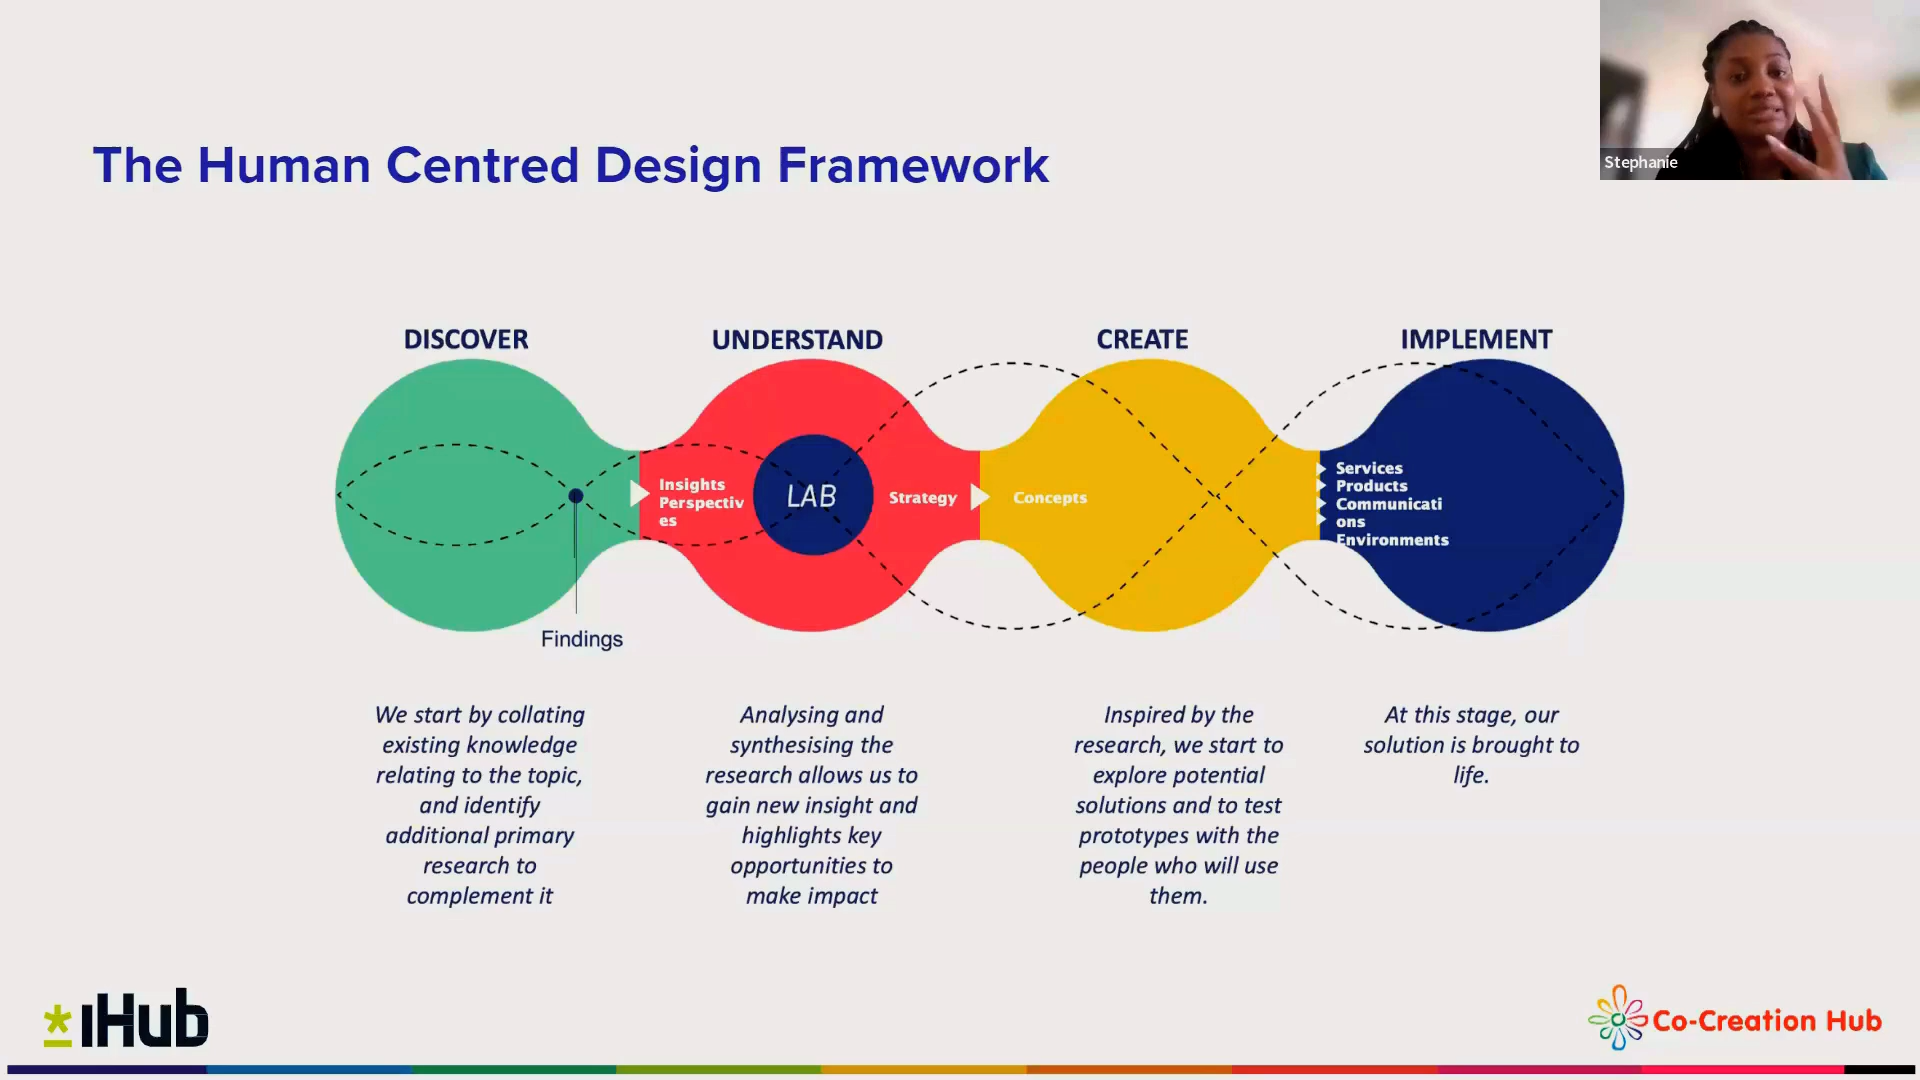 Stephanie
The Human Centred Design Framework
DISCOVER
UNDERSTAND
CREATE
IMPLEMENT
Insights
Perspectiv
es
LAB
Strategy
Concepts
Services
Products
Communicati
ons
Environments
Findings
We start by collating
existing knowledge
relating to the topic,
and identify
additional primary
research to
complement it
Analysing and
synthesising the
research allows us to
gain new insight and
highlights key
opportunities to
make impact
Inspired by the
research, we start to
explore potential
solutions and to test
prototypes with the
people who will use
them.
At this stage, our
solution is brought to
life.
iHub
Co-Creation Hub